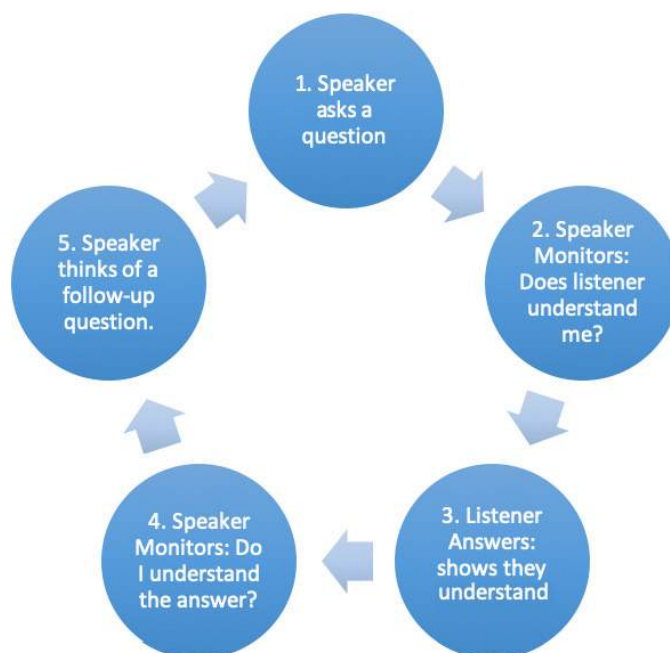 1. Speaker
asks a
question
2. Speaker
Monitors:
Does listener
understand
me?
3. Listener
Answers:
shows they
understand
4. Speaker
Monitors: Do
I understand
the answer?
5. Speaker
thinks of a
follow-up
question.